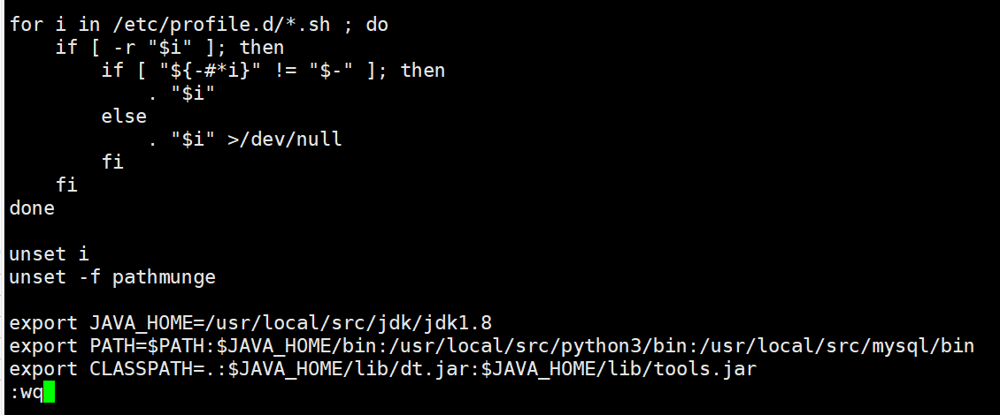 for i in /etc/profile.d/*.sh ; do
    if [ -r "$i" ]; then
        if [ "${-#*i}" != "$-" ]; then
            . "$i"
        else
            . "$i" >/dev/null
        fi
    fi
done

unset i
unset -f pathmunge

export JAVA_HOME=/usr/local/src/jdk/jdk1.8
export PATH=$PATH:$JAVA_HOME/bin:/usr/local/src/python3/bin:/usr/local/src/mysql/bin
export CLASSPATH=.:$JAVA_HOME/lib/dt.jar:$JAVA_HOME/lib/tools.jar
:wq